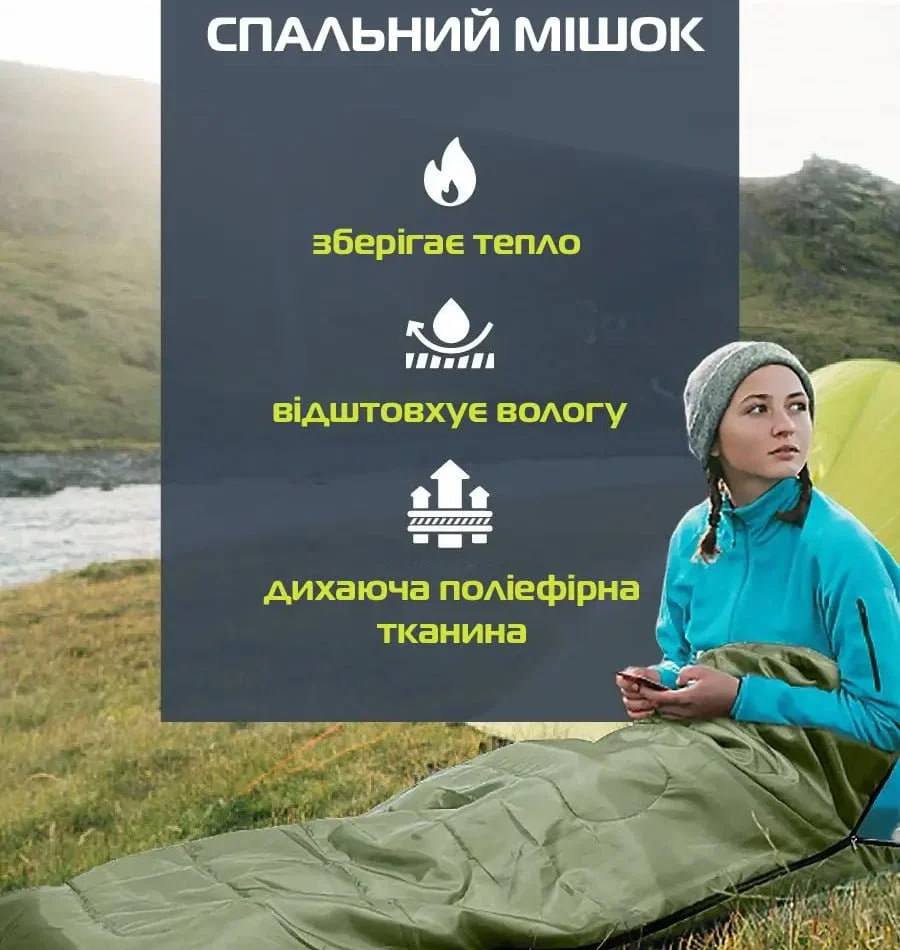 СПАЛЬНИЙ МІШОК
зберігає тепло
відштовхує вологу
дихаюча поліефірна
тканина